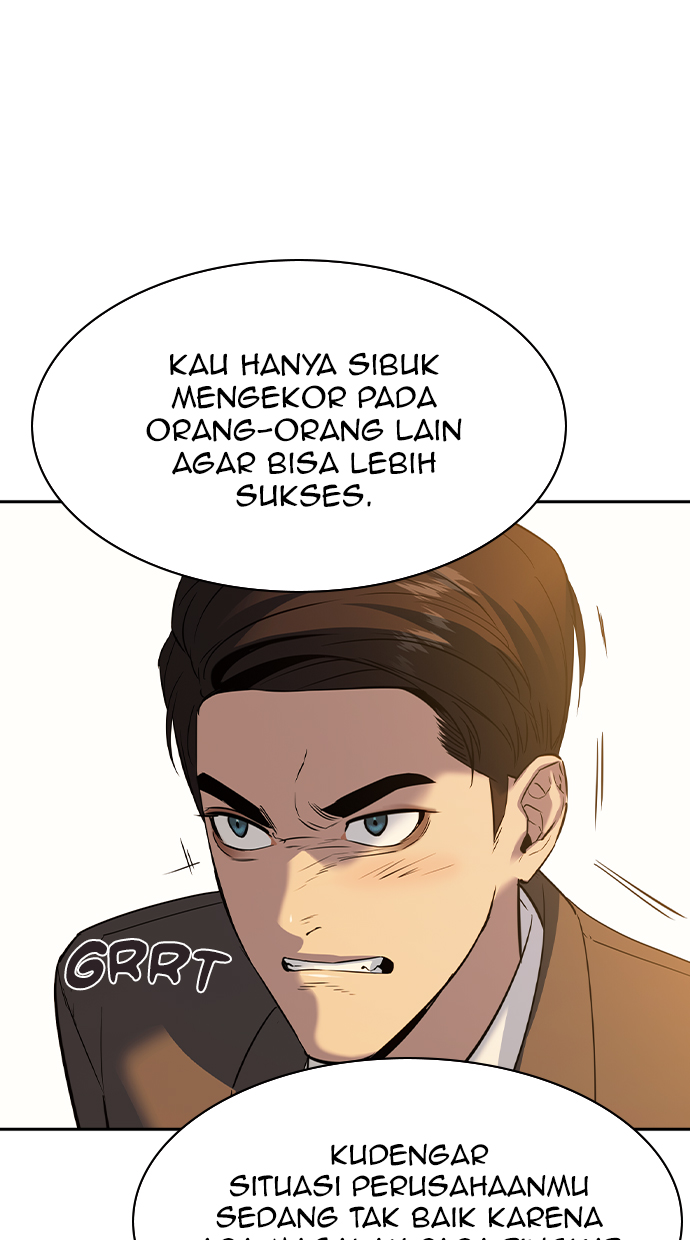 KAU HANYA SIBUK
MENGEKOR PADA
ORANG-ORANG LAIN
AGAR BISA LEBIH
SUKSES.
GRRT
KUDENGAR
SITUASI PERUSAHAANMU
SEDANG TAK BAIK KARENA